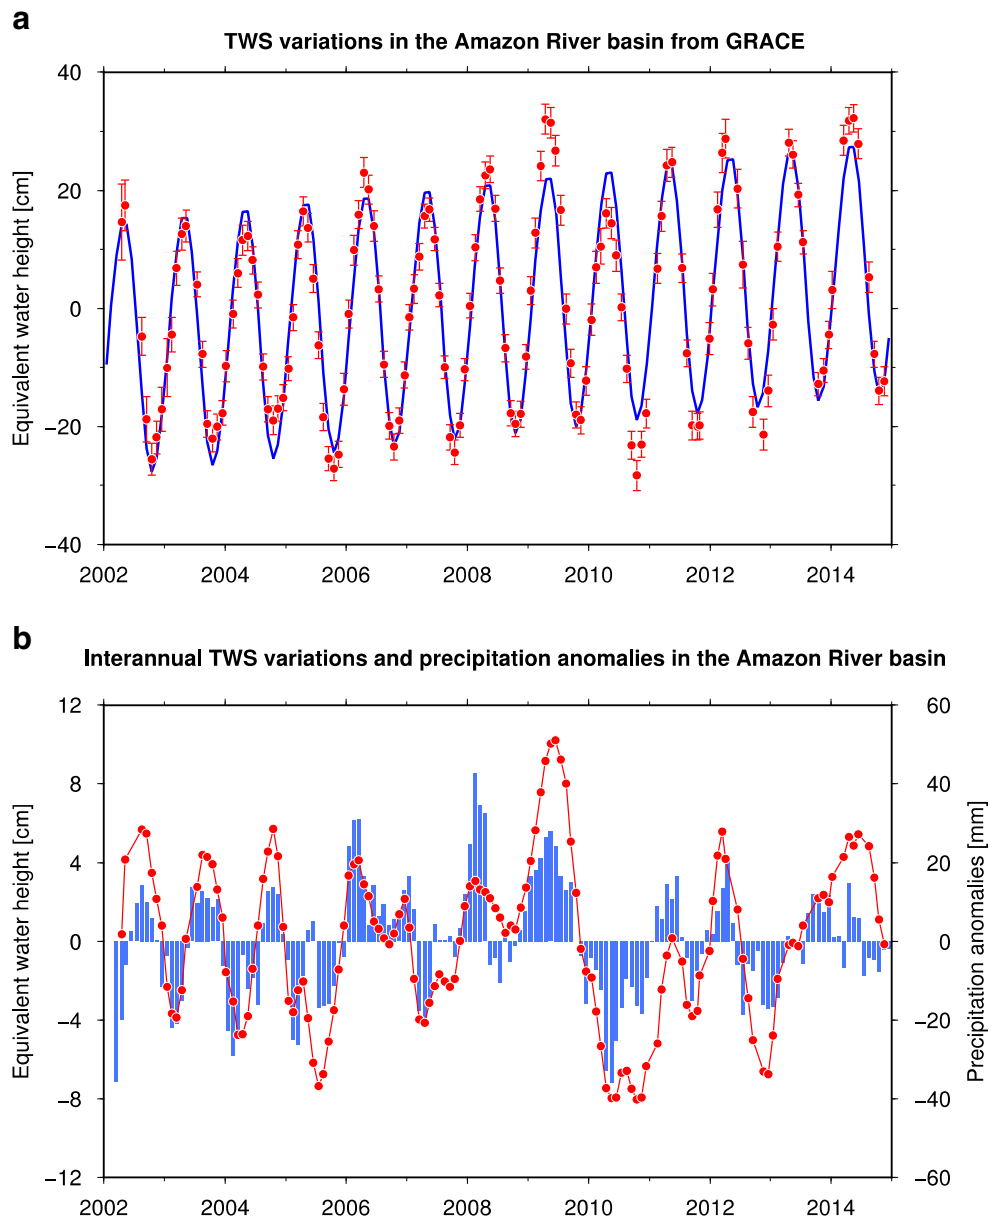 a
TWS variations in the Amazon River basin from GRACE
40
20
0
−20
−40
Equivalent water height [cm]
2002 2004 2006 2008 2010 2012 2014
b
Interannual TWS variations and precipitation anomalies in the Amazon River basin
12
8
4
0
−4
−8
−12
Equivalent water height [cm]
60
40
20
0
−20
−40
−60
Precipitation anomalies [mm]
2002 2004 2006 2008 2010 2012 2014